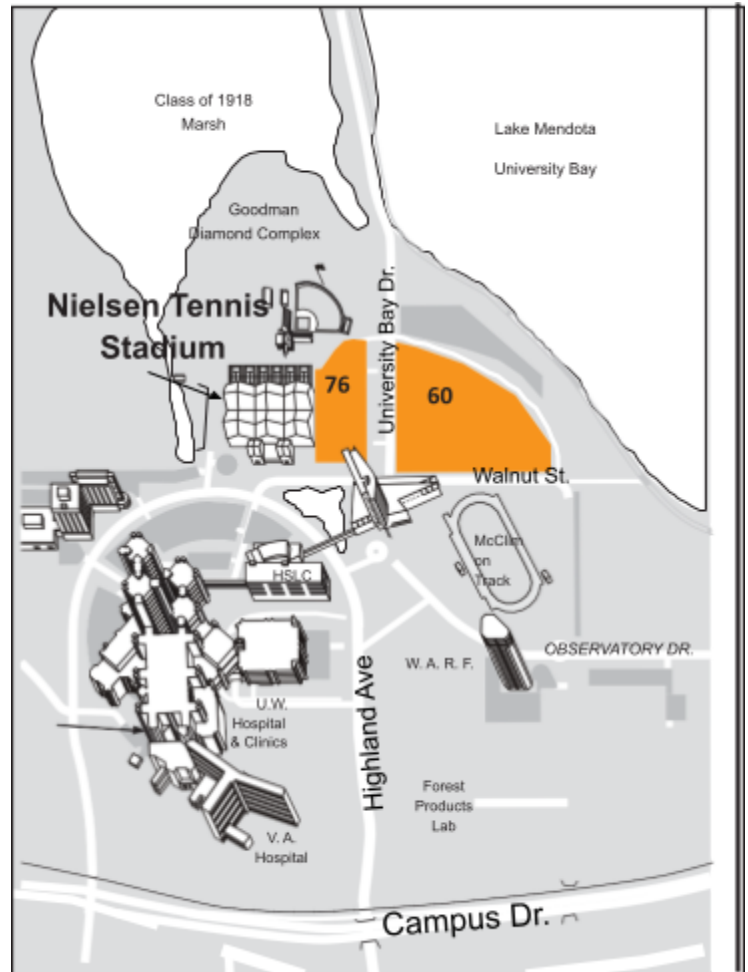 Class of 1918
Marsh
Lake Mendota
University Bay
Goodman
Diamond Complex
University Bay Dr.
Nielsen Tennis
Stadium
76
60
Walnut St.
McClim
on
Track
HSLC
OBSERVATORY DR.
W. A. R. F.
Highland Ave
U.W.
Hospital
& Clinics
Forest
Products
Lab
V. A.
Hospital
Campus Dr.